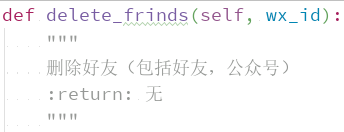 def delete_frinds(self, wx_id):
"""
删除好友（包括好友，公众号）
:return: 无
"""